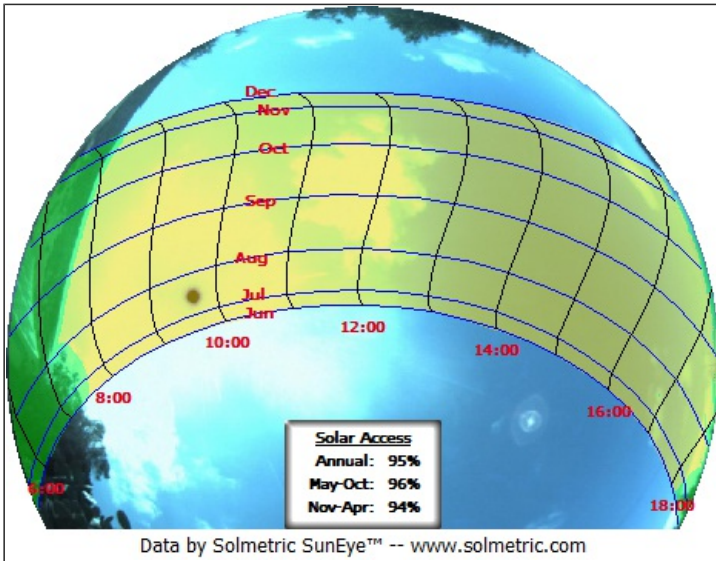 Dec
Nov
Oct
Sep
Aug
Jul
Jun
12:00
10:00
14:00
8:00
16:00
6:00
18:00
Solar Access
Annual: 95%
May-Oct: 96%
Nov-Apr: 94%
Data by Solmetric SunEye™ -- www.solmetric.com